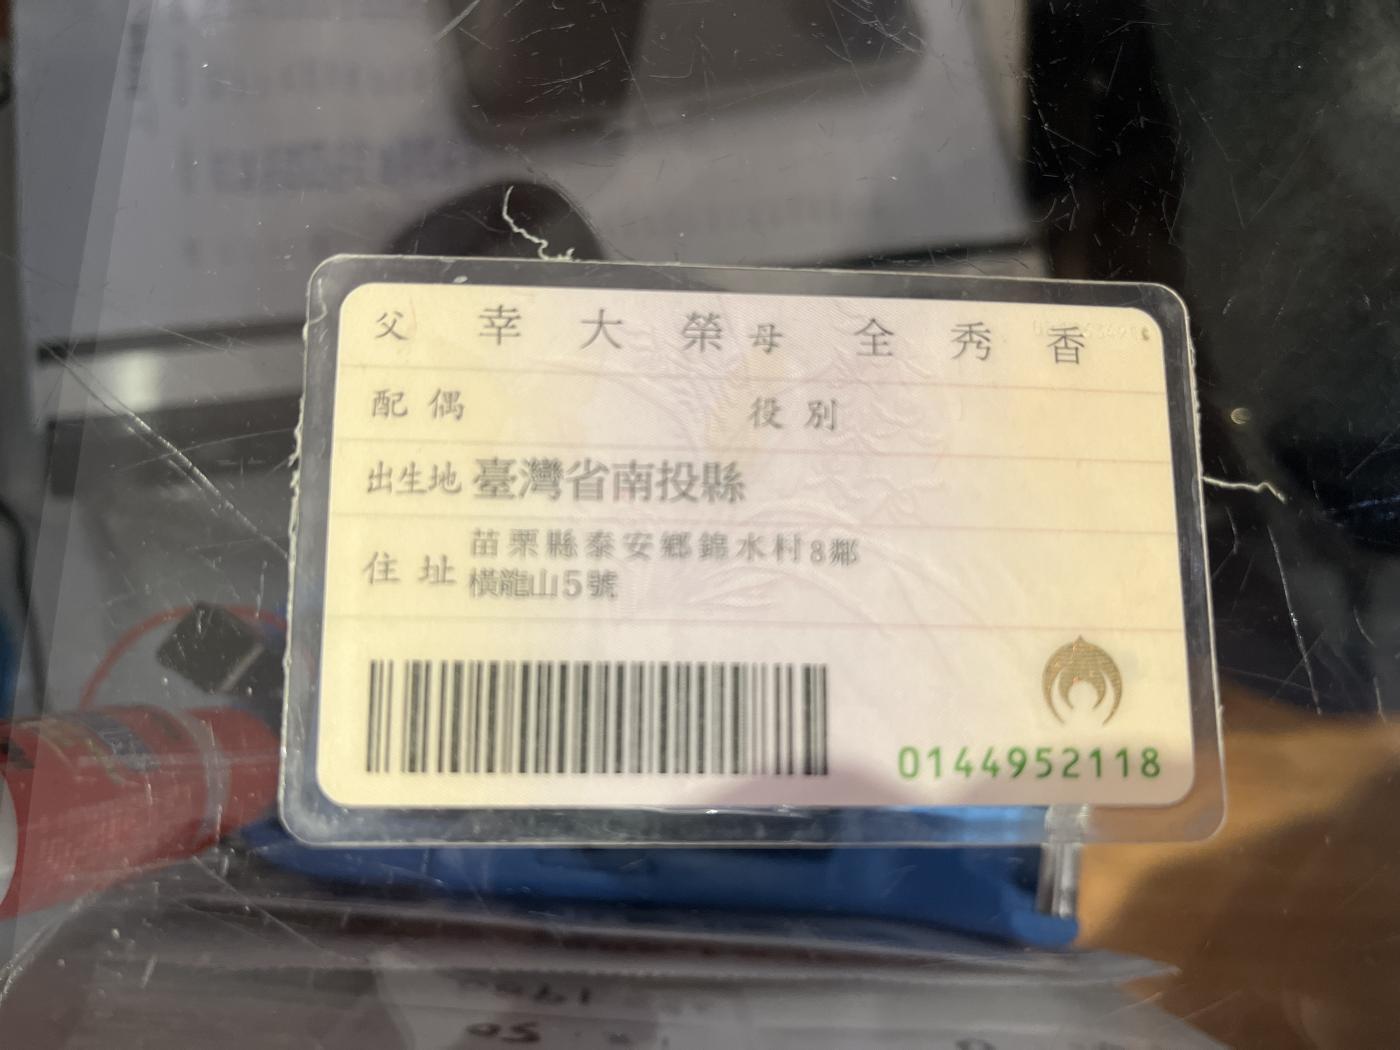 父 幸大榮 母 全秀香
配偶 役別
出生地 臺灣省南投縣
住址 苗栗縣泰安鄉錦水村8鄰
橫龍山5號
0144952118